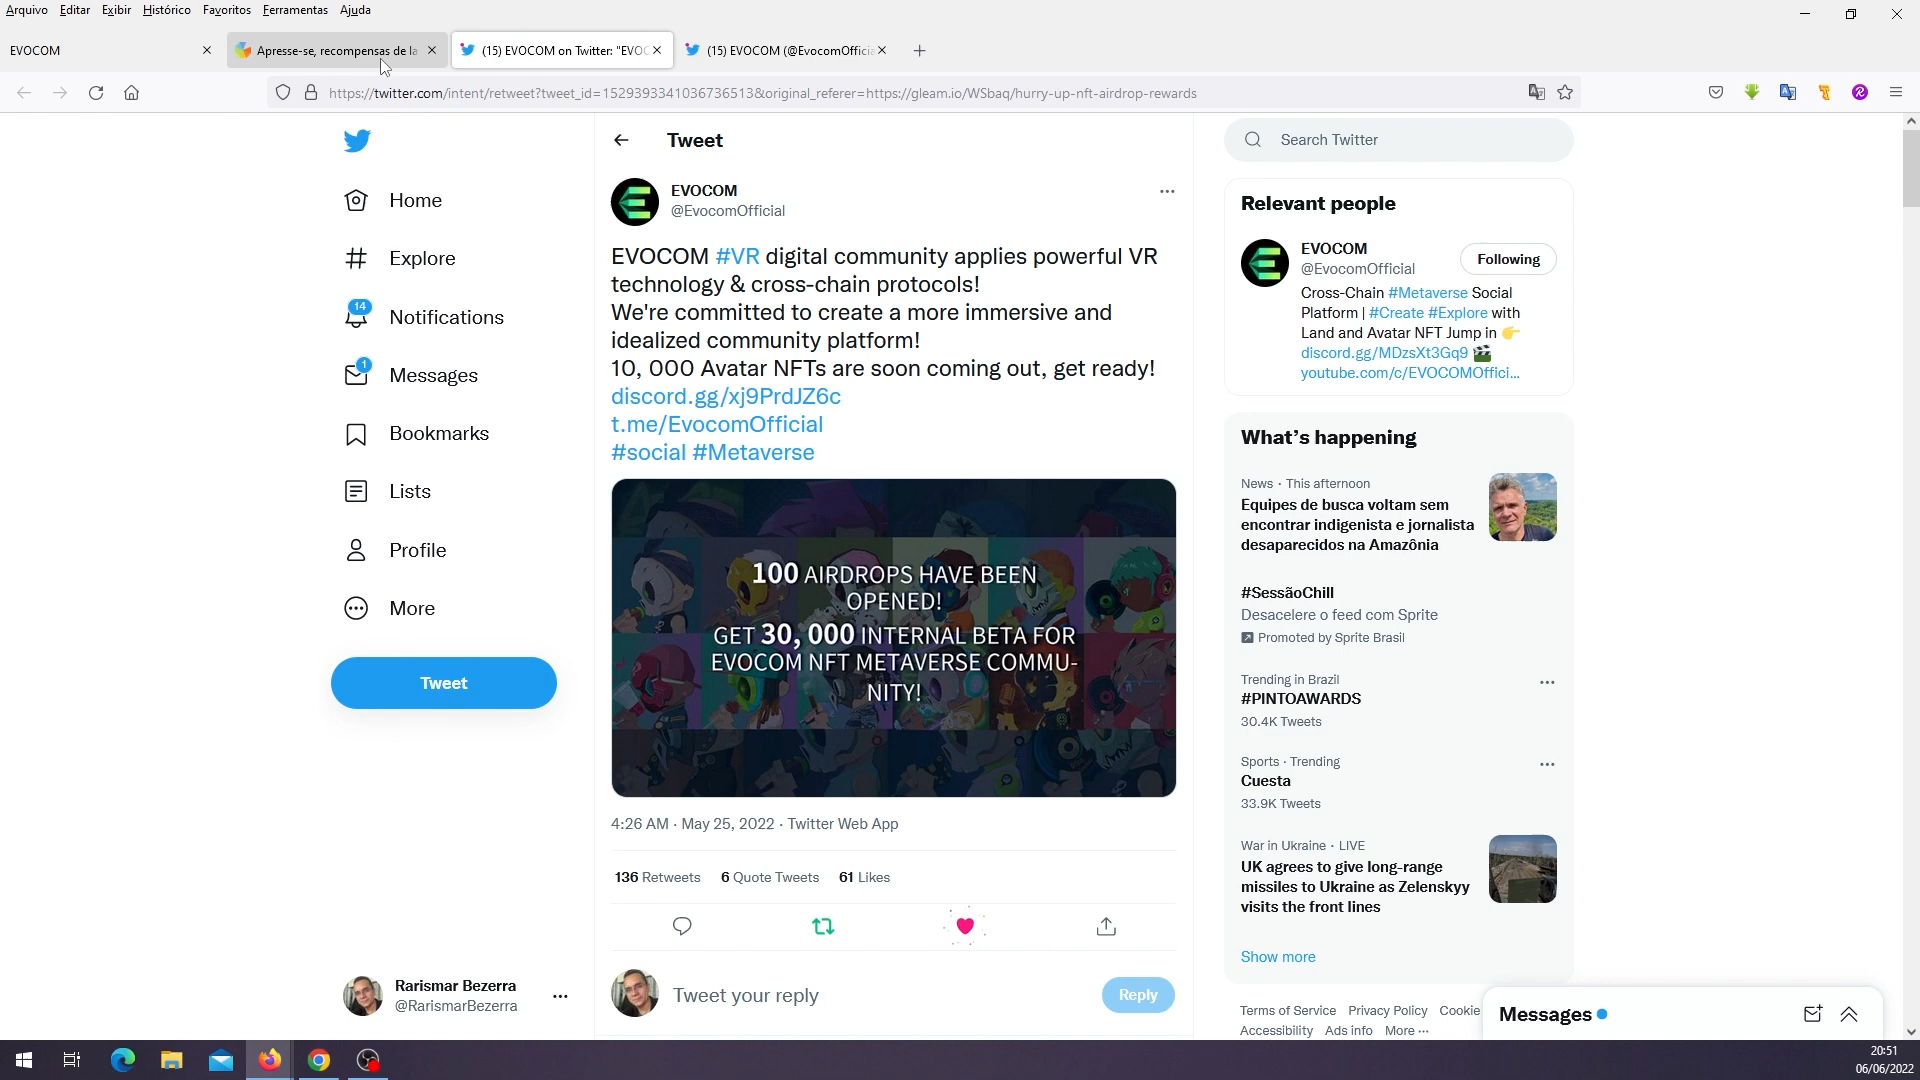 Arquivo Editar Exibir Histórico Favoritos Ferramentas Ajuda
EVOCOM
Apresse-se, recompensas de la
(15) EVOCOM on Twitter: "EVOC
(15) EVOCOM (@EvocomOfficia
https://twitter.com/intent/retweet?tweet_id=1529393341036736513&original_referer=https://gleam.io/WSbaq/hurry-up-nft-airdrop-rewards
Home
Explore
14
Notifications
1
Messages
Bookmarks
Lists
Profile
More
Tweet
Rarismar Bezerra
@RarismarBezerra
Tweet
EVOCOM
@EvocomOfficial
EVOCOM #VR digital community applies powerful VR
technology & cross-chain protocols!
We're committed to create a more immersive and
idealized community platform!
10, 000 Avatar NFTs are soon coming out, get ready!
discord.gg/xj9PrdJZ6c
t.me/EvocomOfficial
#social #Metaverse
100 AIRDROPS HAVE BEEN
OPENED!
GET 30, 000 INTERNAL BETA FOR
EVOCOM NFT METAVERSE COMMU-
NITY!
4:26 AM · May 25, 2022 · Twitter Web App
136 Retweets 6 Quote Tweets 61 Likes
Tweet your reply
Reply
Search Twitter
Relevant people
EVOCOM
@EvocomOfficial
Following
Cross-Chain #Metaverse Social
Platform | #Create #Explore with
Land and Avatar NFT Jump in 👉
discord.gg/MDzsXt3Gq9 🎬
youtube.com/c/EVOCOMOffici...
What's happening
News · This afternoon
Equipes de busca voltam sem
encontrar indigenista e jornalista
desaparecidos na Amazônia
#SessãoChill
Desacelere o feed com Sprite
Promoted by Sprite Brasil
Trending in Brazil
#PINTOAWARDS
30.4K Tweets
Sports · Trending
Cuesta
33.9K Tweets
War in Ukraine · LIVE
UK agrees to give long-range
missiles to Ukraine as Zelenskyy
visits the front lines
Show more
Terms of Service Privacy Policy Cookie
Accessibility Ads info More ···
Messages
20:51
06/06/2022